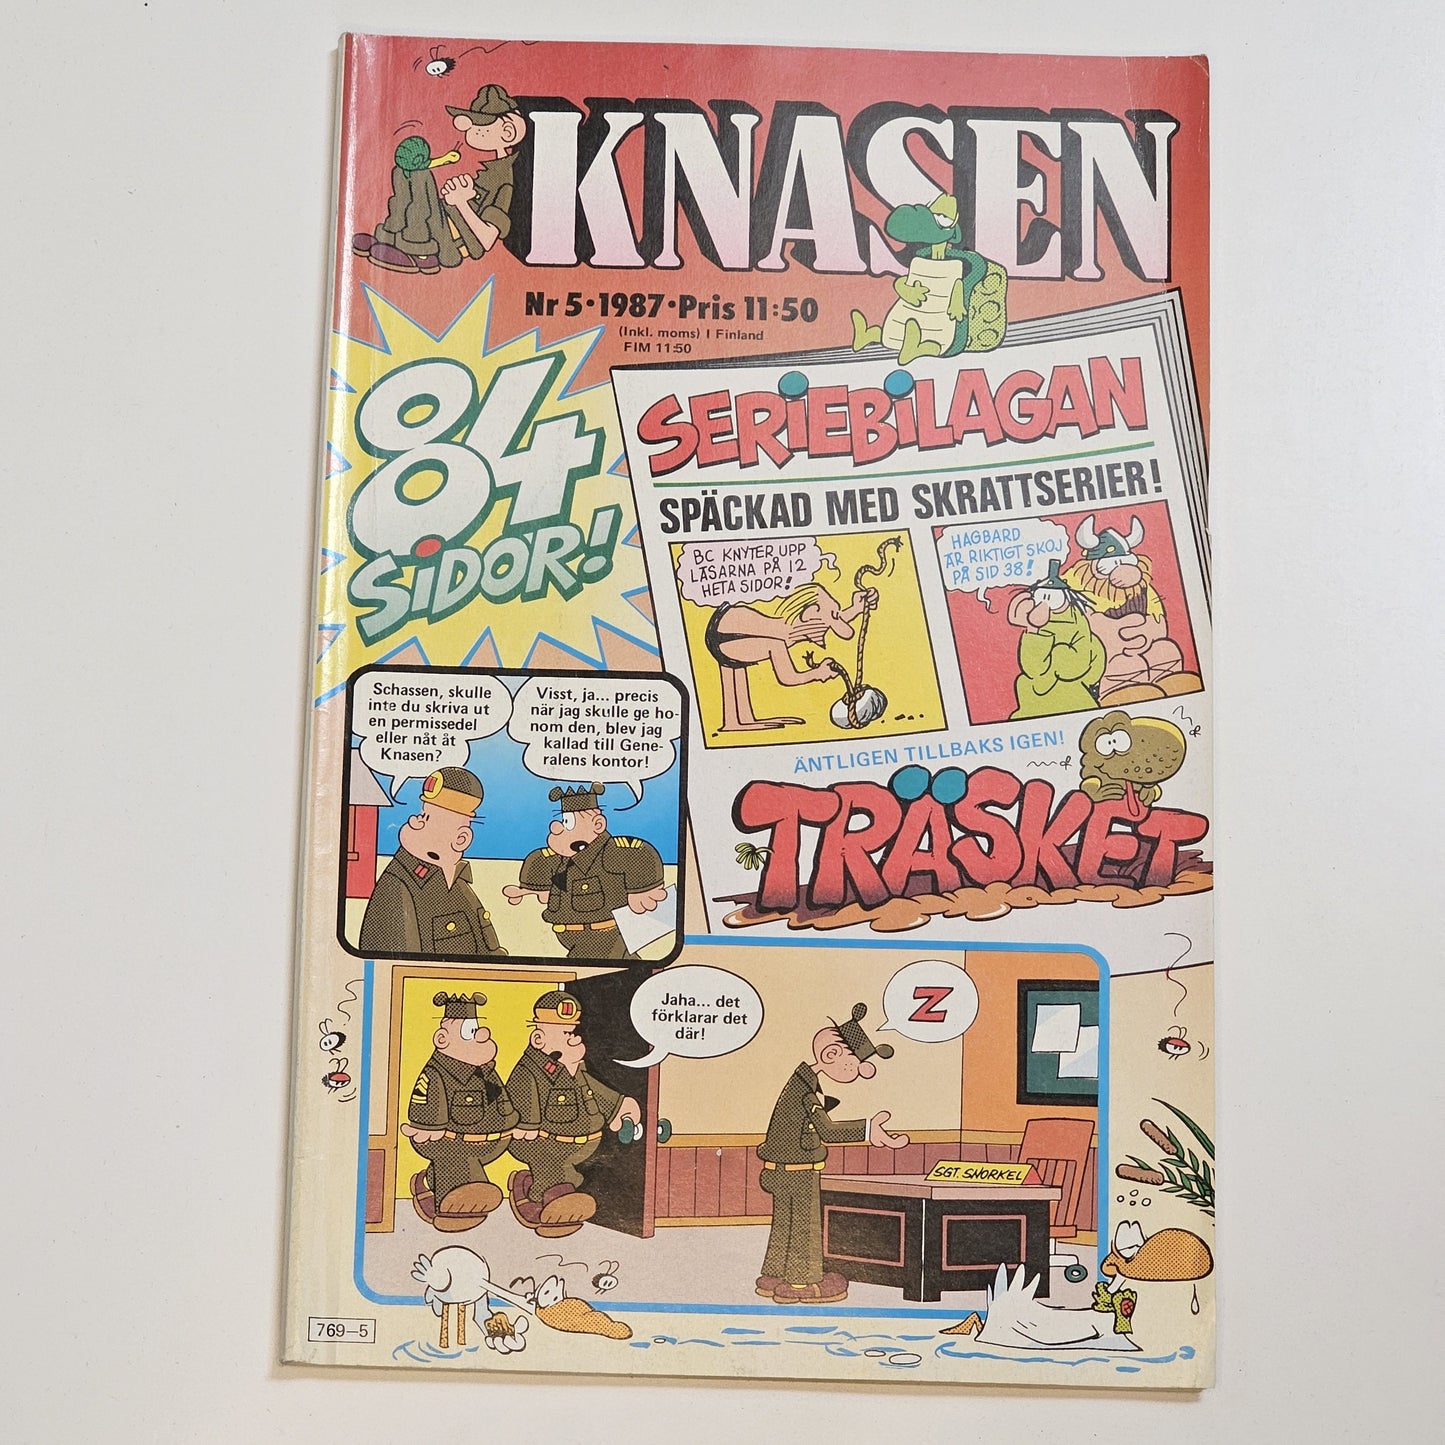 KNASEN
Nr 5 • 1987 • Pris 11:50
(Inkl. moms) I Finland
FIM 11:50
84
SIDOR!
SERIEBILAGAN
SPÄCKAD MED SKRATTSERIER!
BC KNYTER UPP
LÄSARNA PÅ 12
HETA SIDOR!
HAGBARD
ÄR RIKTIGT SKOJ
PÅ SID 38!
ÄNTLIGEN TILLBAKS IGEN!
TRÄSKET
Schassen, skulle
inte du skriva ut
en permissedel
eller nåt åt
Knasen?
Visst, ja... precis
när jag skulle ge ho-
nom den, blev jag
kallad till Gene-
ralens kontor!
Jaha... det
förklarar det
där!
Z
SGT. SNORKEL
769–5